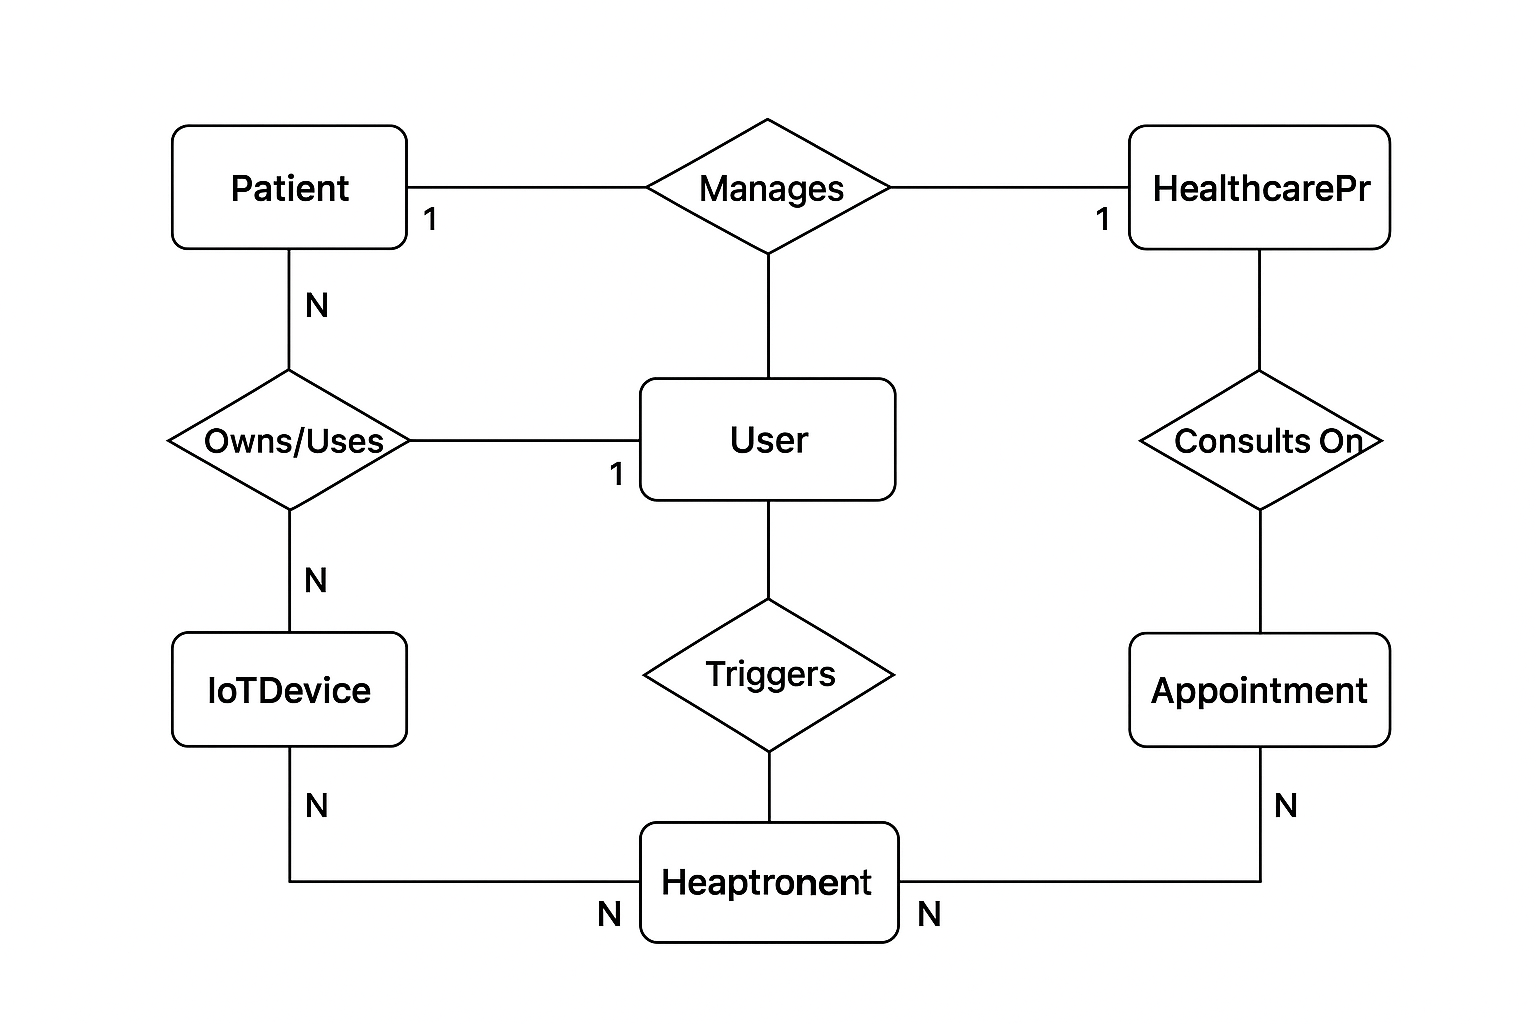 Patient
Manages
HealthcarePr
1
1
N
Owns/Uses
User
Consults On
1
N
IoTDevice
Triggers
Appointment
N
N
Heaptronent
N
N